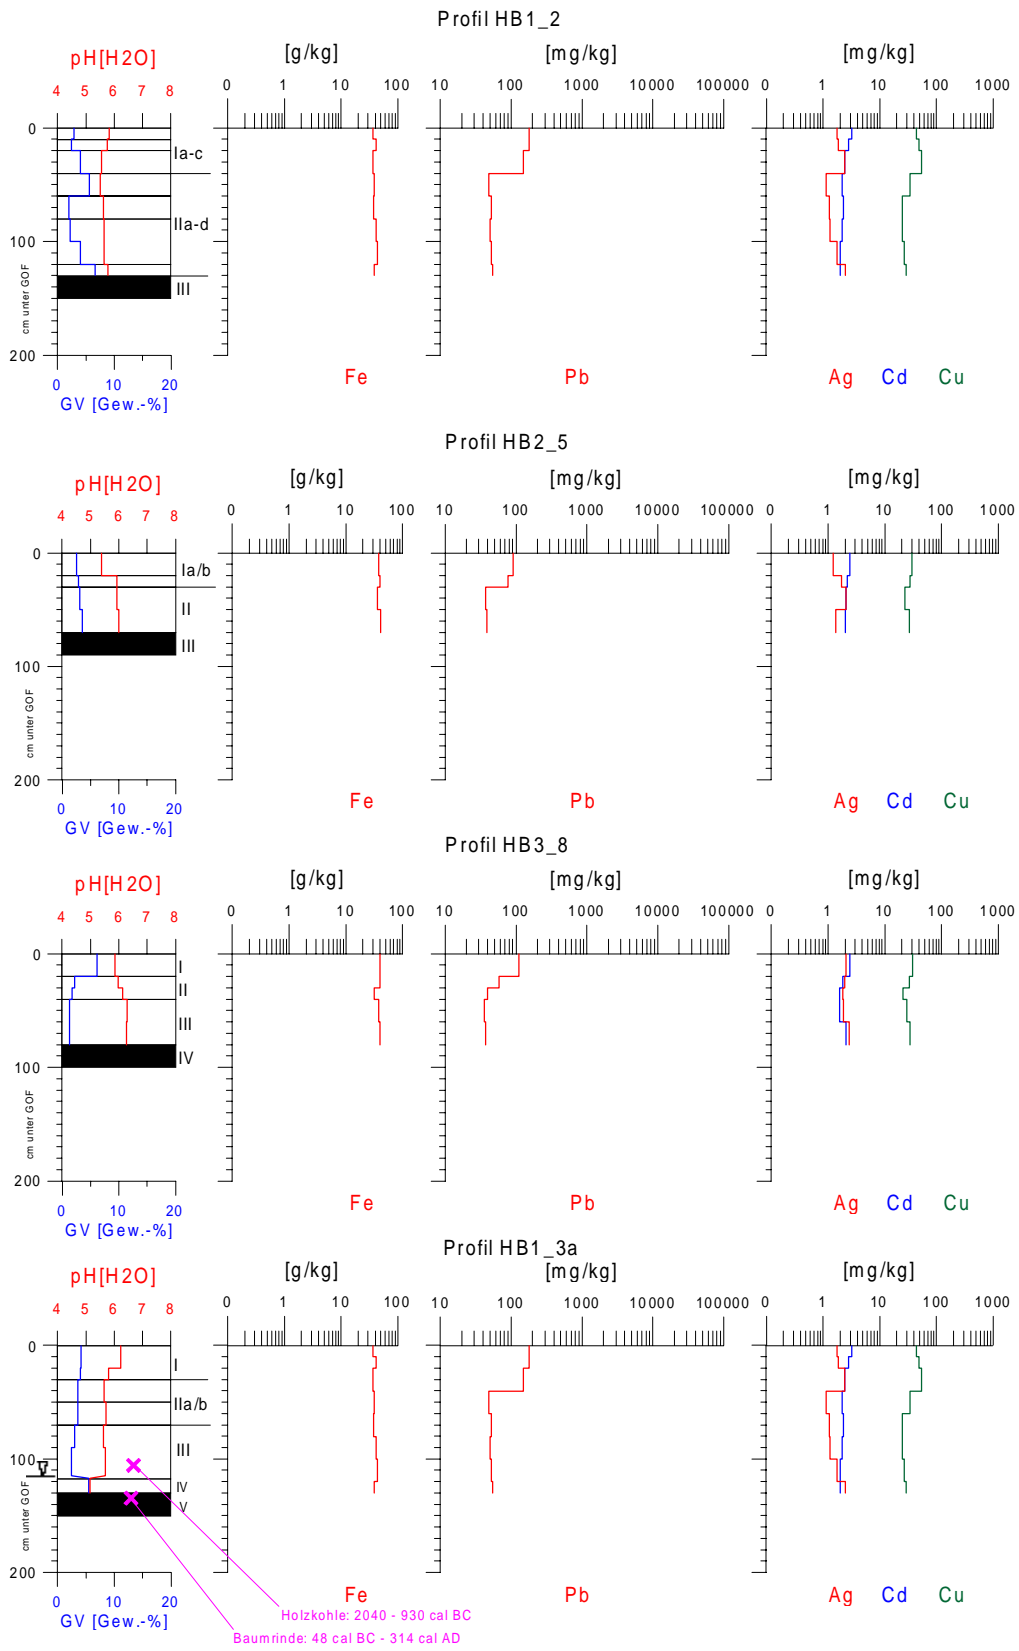 Profil HB1_2
pH[H2O] [g/kg] [mg/kg] [mg/kg]
4 5 6 7 8 0 1 10 100 10 100 1000 10000 100000 0 1 10 100 1000
0
Ia-c
IIa-d
100
III
cm unter GOF
200
0 10 20 Fe Pb Ag Cd Cu
GV [Gew.-%]
Profil HB2_5
pH[H2O] [g/kg] [mg/kg] [mg/kg]
4 5 6 7 8 0 1 10 100 10 100 1000 10000 100000 0 1 10 100 1000
0
Ia/b
II
III
100
cm unter GOF
200
0 10 20 Fe Pb Ag Cd Cu
GV [Gew.-%]
Profil HB3_8
pH[H2O] [g/kg] [mg/kg] [mg/kg]
4 5 6 7 8 0 1 10 100 10 100 1000 10000 100000 0 1 10 100 1000
0
I
II
III
IV
100
cm unter GOF
200
0 10 20 Fe Pb Ag Cd Cu
GV [Gew.-%]
Profil HB1_3a
pH[H2O] [g/kg] [mg/kg] [mg/kg]
4 5 6 7 8 0 1 10 100 10 100 1000 10000 100000 0 1 10 100 1000
0
I
IIa/b
III
100
IV
V
cm unter GOF
200
0 10 20 Fe Pb Ag Cd Cu
GV [Gew.-%]
Holzkohle: 2040 - 930 cal BC
Baumrinde: 48 cal BC - 314 cal AD